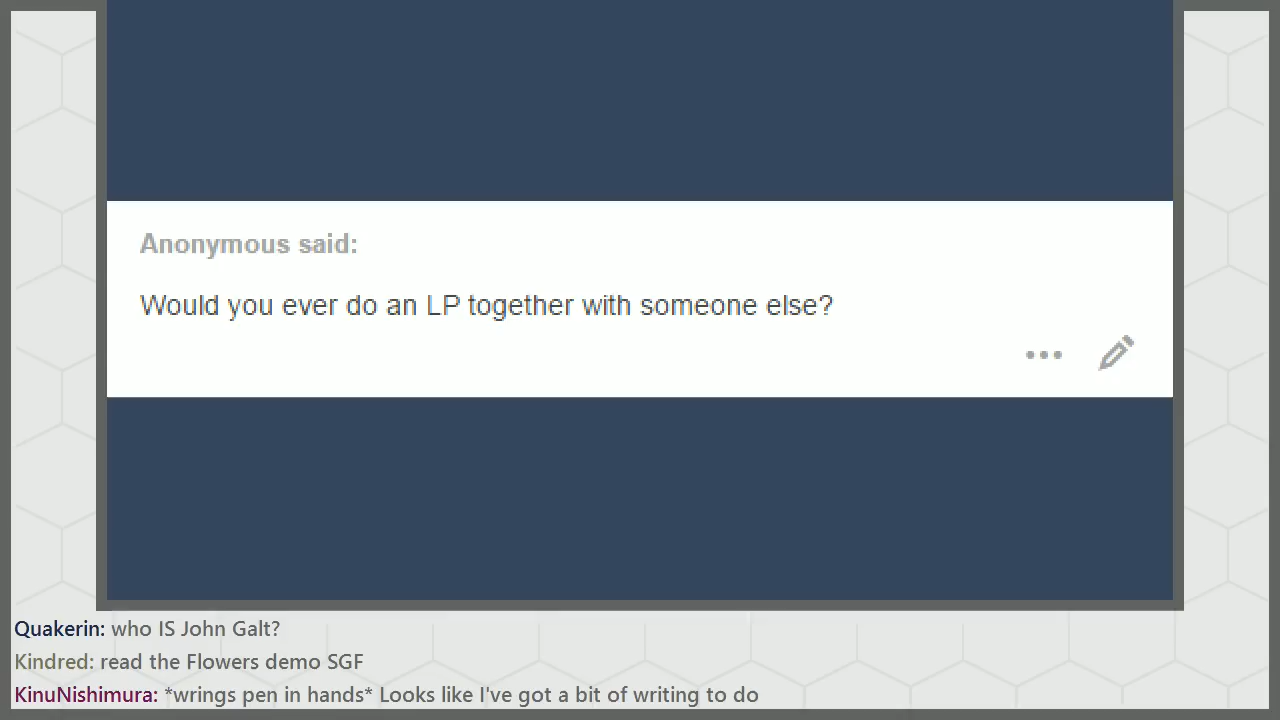 Anonymous said:
Would you ever do an LP together with someone else?
Quakerin: who IS John Galt?
Kindred: read the Flowers demo SGF
KinuNishimura: *wrings pen in hands* Looks like I've got a bit of writing to do